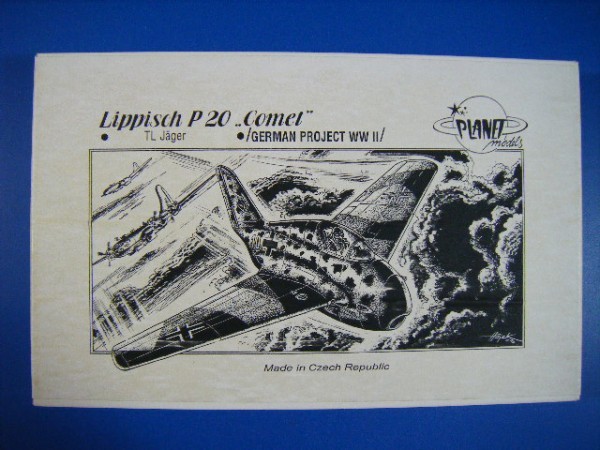 Lippisch P 20 „Comet"
● TL Jäger ● /GERMAN PROJECT WW II/
PLANET
models
Made in Czech Republic